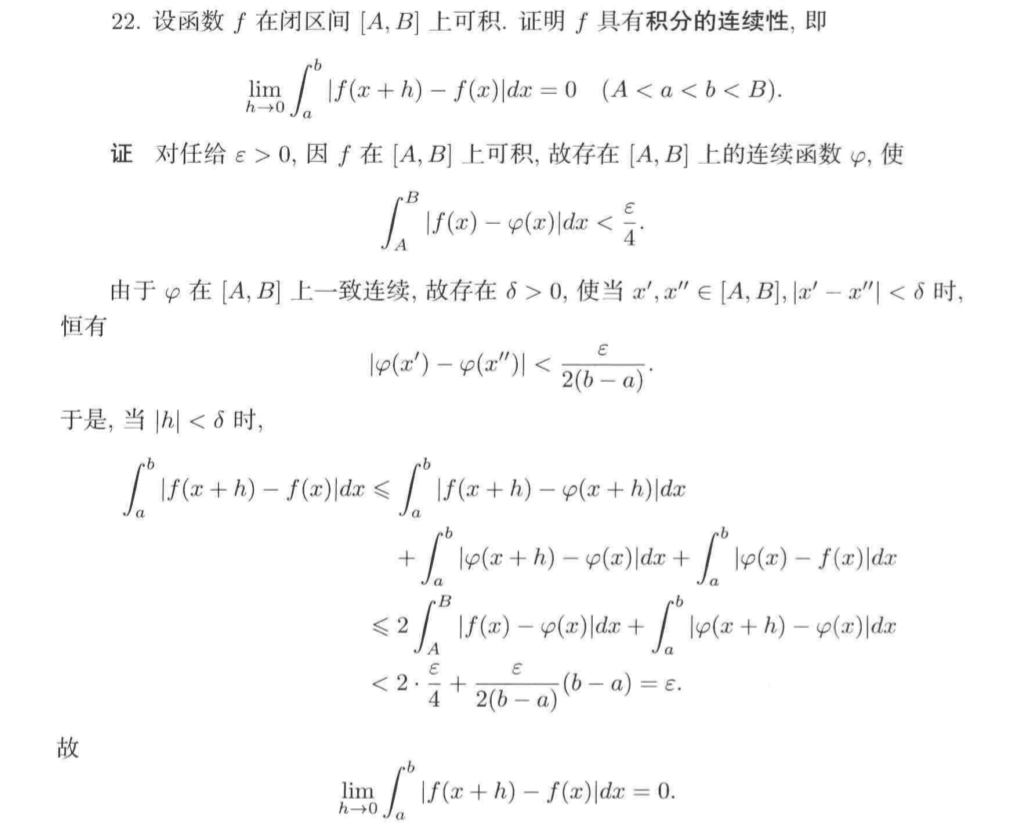 22. 设函数 f 在闭区间 [A, B] 上可积. 证明 f 具有积分的连续性, 即
lim_{h→0} ∫_a^b |f(x + h) − f(x)|dx = 0 (A < a < b < B).
证 对任给 ε > 0, 因 f 在 [A, B] 上可积, 故存在 [A, B] 上的连续函数 φ, 使
∫_A^B |f(x) − φ(x)|dx < ε/4.
由于 φ 在 [A, B] 上一致连续, 故存在 δ > 0, 使当 x′, x″ ∈ [A, B], |x′ − x″| < δ 时,
恒有
|φ(x′) − φ(x″)| < ε/(2(b − a)).
于是, 当 |h| < δ 时,
∫_a^b |f(x + h) − f(x)|dx ⩽ ∫_a^b |f(x + h) − φ(x + h)|dx
+ ∫_a^b |φ(x + h) − φ(x)|dx + ∫_a^b |φ(x) − f(x)|dx
⩽ 2 ∫_A^B |f(x) − φ(x)|dx + ∫_a^b |φ(x + h) − φ(x)|dx
< 2 · ε/4 + ε/(2(b − a)) (b − a) = ε.
故
lim_{h→0} ∫_a^b |f(x + h) − f(x)|dx = 0.